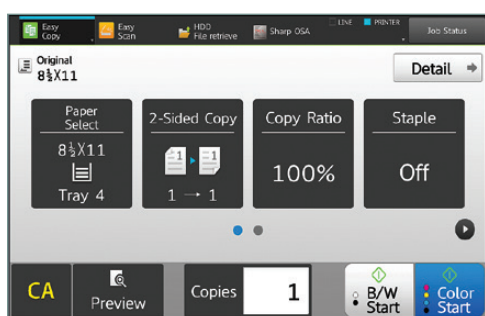 Easy
Copy
Easy
Scan
HDD
File retrieve
Sharp OSA
LINE
PRINTER
Job Status
Original
8½X11
Detail
Paper
Select
8½X11
Tray 4
2-Sided Copy
1
1
1 → 1
Copy Ratio
100%
Staple
Off
CA
Preview
Copies
1
B/W
Start
Color
Start